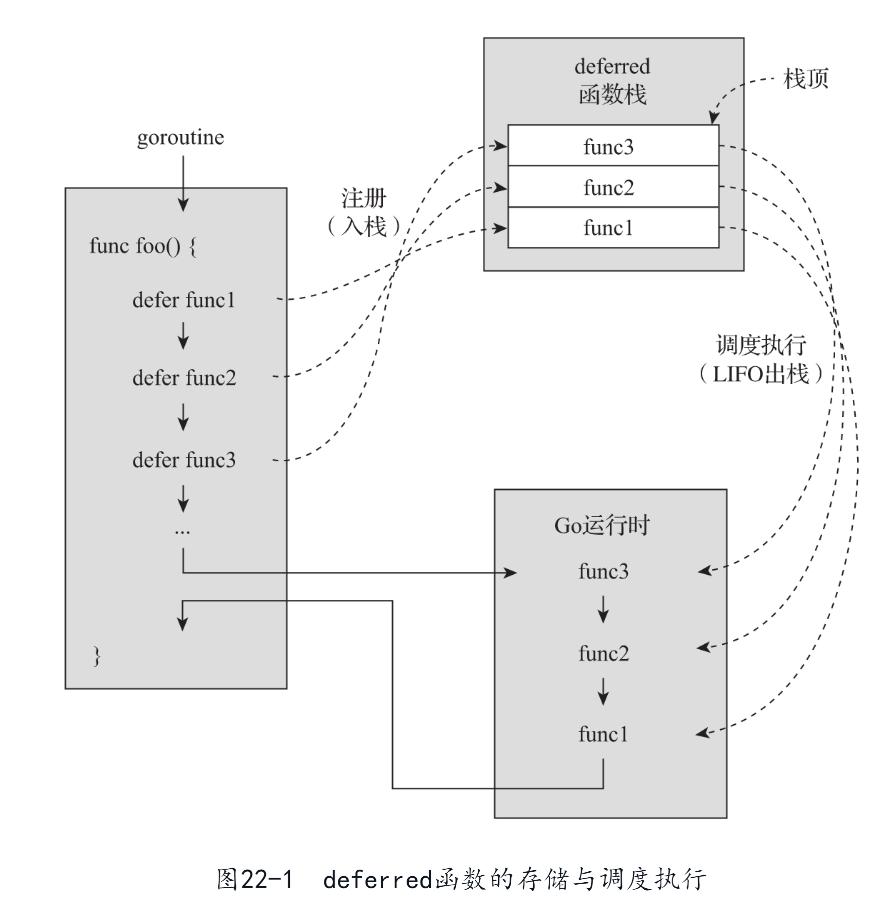 deferred
函数栈
栈顶
func3
func2
func1
goroutine
注册
（入栈）
func foo() {
defer func1
defer func2
defer func3
...
}
调度执行
（LIFO出栈）
Go运行时
func3
func2
func1
图22-1 deferred函数的存储与调度执行